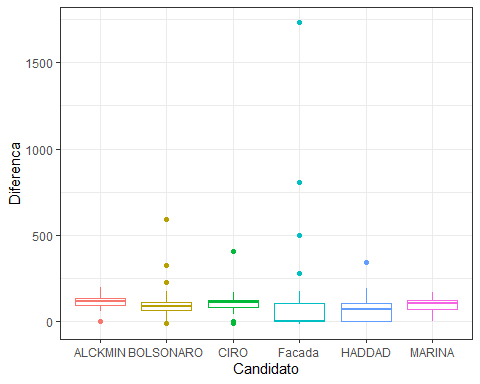 1500
1000
500
0
Diferenca
ALCKMIN BOLSONARO CIRO Facada HADDAD MARINA
Candidato